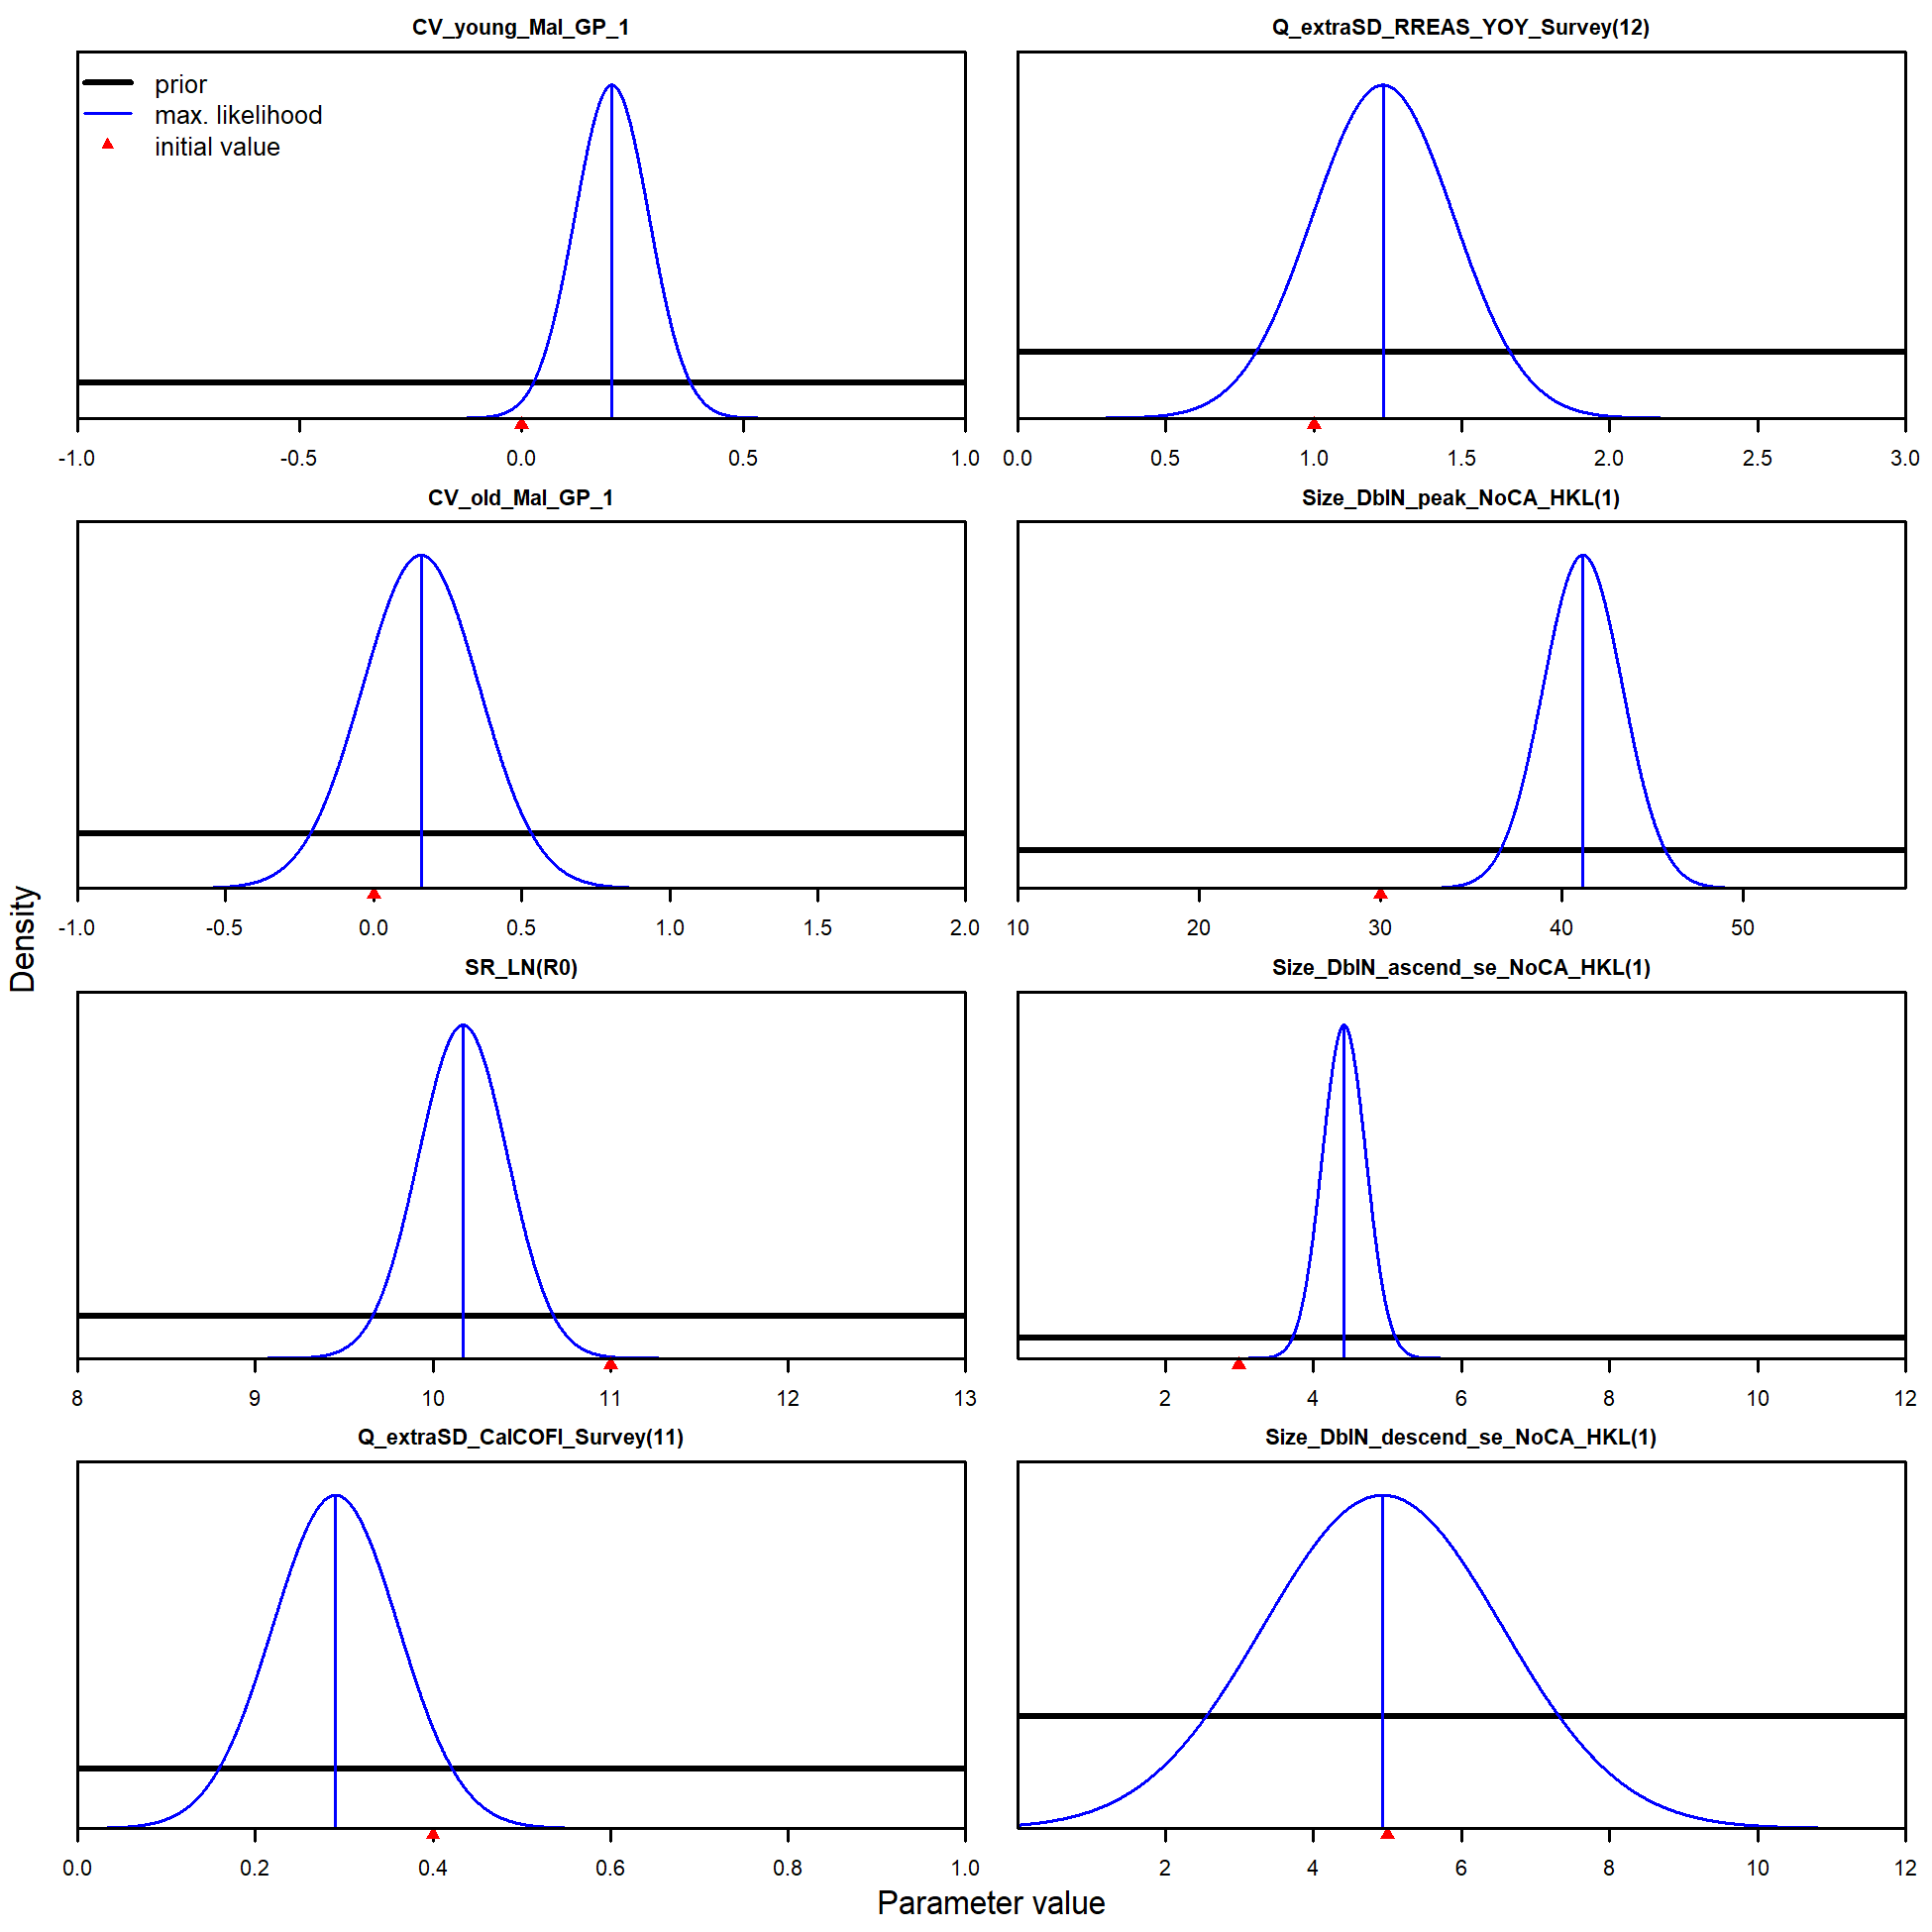 CV_young_Mal_GP_1
prior
max. likelihood
initial value
-1.0 -0.5 0.0 0.5 1.0
Q_extraSD_RREAS_YOY_Survey(12)
0.0 0.5 1.0 1.5 2.0 2.5 3.0
CV_old_Mal_GP_1
-1.0 -0.5 0.0 0.5 1.0 1.5 2.0
Size_DblN_peak_NoCA_HKL(1)
10 20 30 40 50
SR_LN(R0)
8 9 10 11 12 13
Size_DblN_ascend_se_NoCA_HKL(1)
2 4 6 8 10 12
Q_extraSD_CalCOFI_Survey(11)
0.0 0.2 0.4 0.6 0.8 1.0
Size_DblN_descend_se_NoCA_HKL(1)
2 4 6 8 10 12
Density
Parameter value